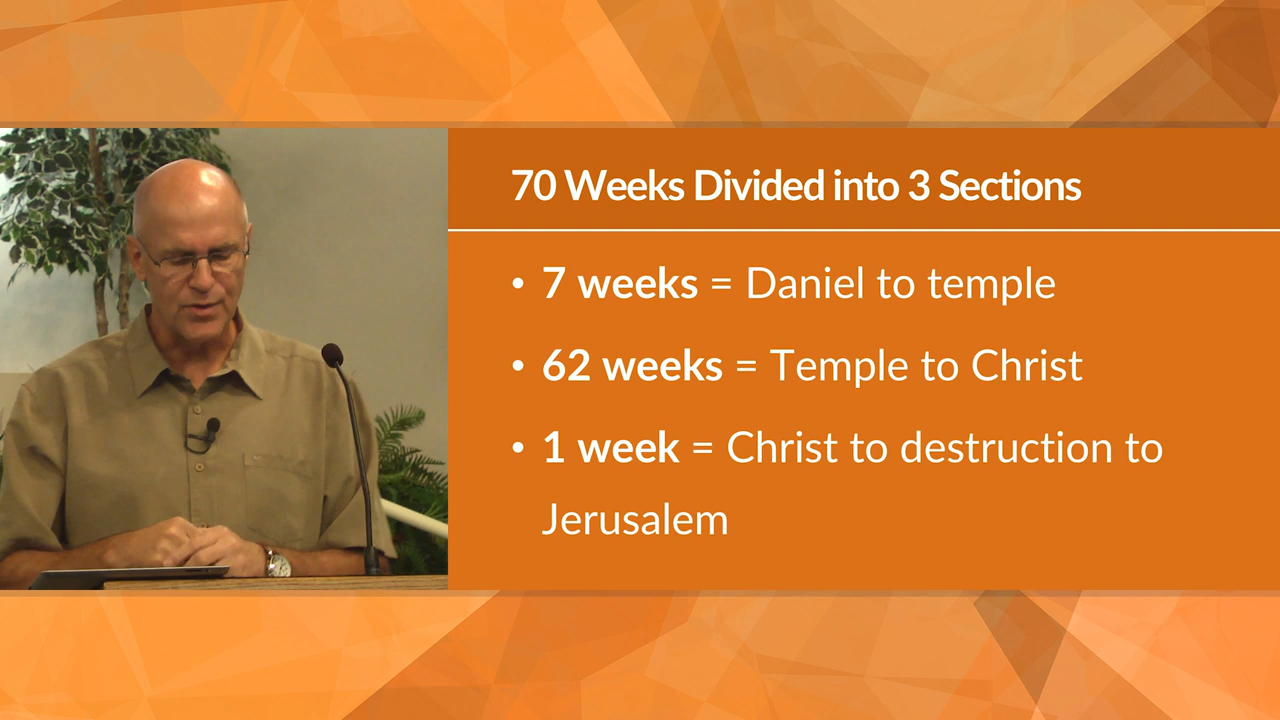 70 Weeks Divided into 3 Sections
• 7 weeks = Daniel to temple
• 62 weeks = Temple to Christ
• 1 week = Christ to destruction to
Jerusalem